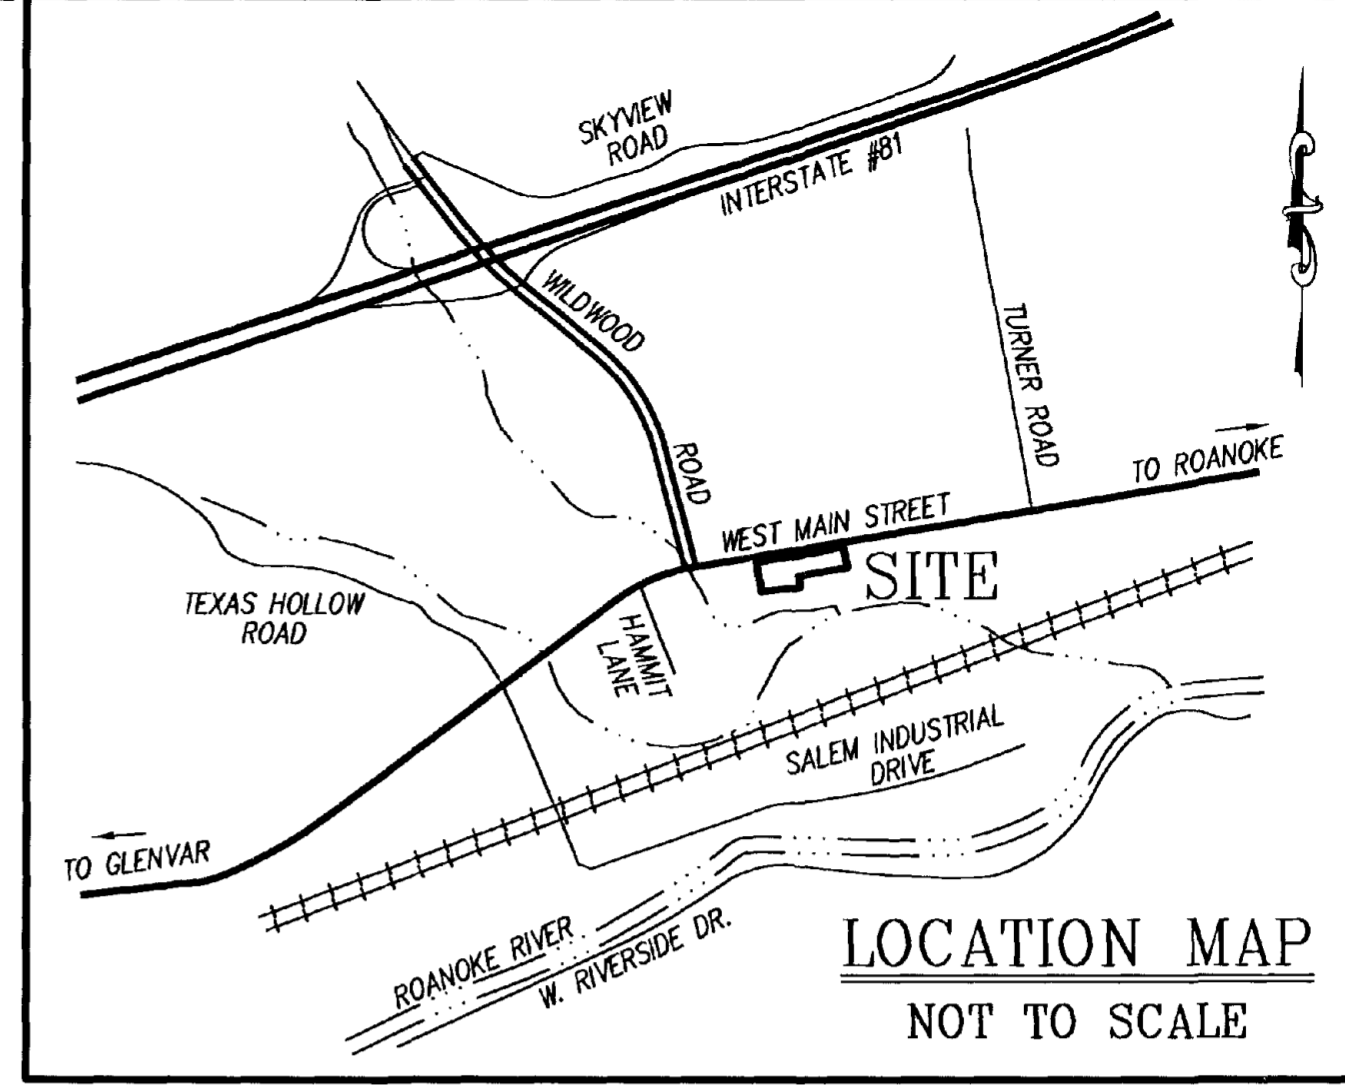 SKYVIEW
ROAD
INTERSTATE #81
WILDWOOD
ROAD
TURNER ROAD
TO ROANOKE
WEST MAIN STREET
SITE
TEXAS HOLLOW
ROAD
HAMMIT
LANE
SALEM INDUSTRIAL
DRIVE
TO GLENVAR
ROANOKE RIVER
W. RIVERSIDE DR.
LOCATION MAP
NOT TO SCALE